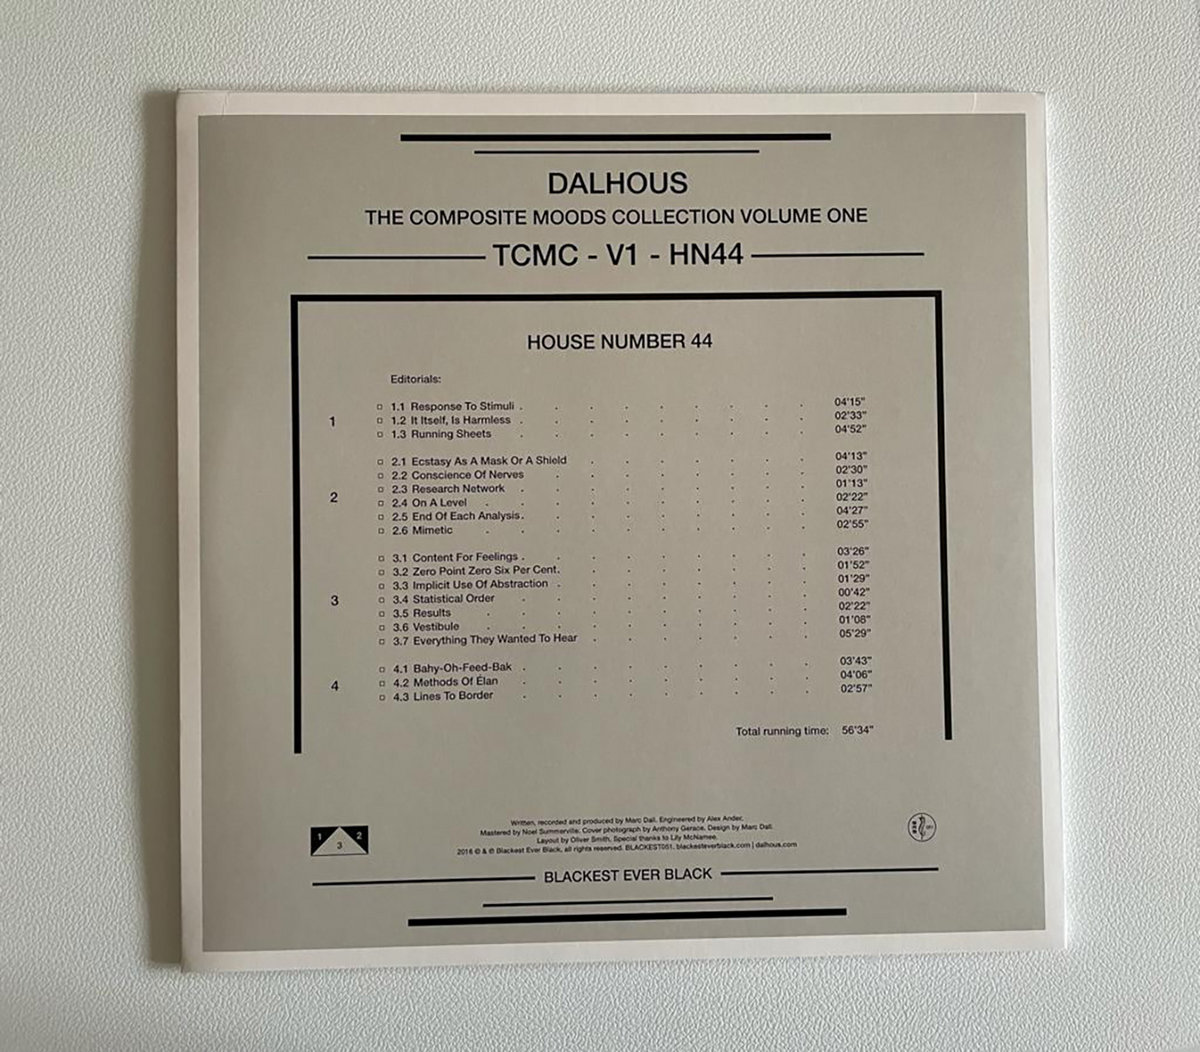 DALHOUS
THE COMPOSITE MOODS COLLECTION VOLUME ONE
TCMC - V1 - HN44
HOUSE NUMBER 44
Editorials:
1
1.1 Response To Stimuli . . . . . . . . . 04'15"
1.2 It Itself, Is Harmless . . . . . . . . . 02'33"
1.3 Running Sheets . . . . . . . . . 04'52"
2
2.1 Ecstasy As A Mask Or A Shield . . . . . . . 04'13"
2.2 Conscience Of Nerves . . . . . . . . 02'30"
2.3 Research Network . . . . . . . . . 01'13"
2.4 On A Level . . . . . . . . . 02'22"
2.5 End Of Each Analysis. . . . . . . . . 04'27"
2.6 Mimetic . . . . . . . . . . 02'55"
3
3.1 Content For Feelings . . . . . . . . . 03'26"
3.2 Zero Point Zero Six Per Cent. . . . . . . . 01'52"
3.3 Implicit Use Of Abstraction . . . . . . . . 01'29"
3.4 Statistical Order . . . . . . . . . 00'42"
3.5 Results . . . . . . . . . . 02'22"
3.6 Vestibule . . . . . . . . . . 01'08"
3.7 Everything They Wanted To Hear . . . . . . . 05'29"
4
4.1 Bahy-Oh-Feed-Bak . . . . . . . . . 03'43"
4.2 Methods Of Élan . . . . . . . . . 04'06"
4.3 Lines To Border . . . . . . . . . 02'57"
Total running time: 56'34"
1 2
3
Written, recorded and produced by Marc Dall. Engineered by Alex Ander.
Mastered by Noel Summerville. Cover photograph by Anthony Gerace. Design by Marc Dall.
Layout by Oliver Smith. Special thanks to Lily McNamee.
2016 © & ℗ Blackest Ever Black, all rights reserved. BLACKEST051. blackesteverblack.com | dalhous.com
BLACKEST EVER BLACK